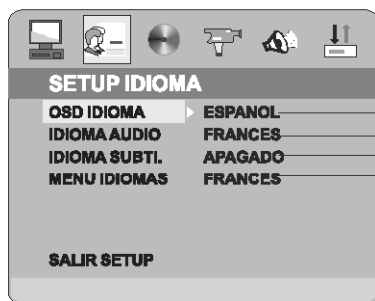 SETUP IDIOMA
OSD IDIOMA ESPANOL
IDIOMA AUDIO FRANCES
IDIOMA SUBTI. APAGADO
MENU IDIOMAS FRANCES
SALIR SETUP